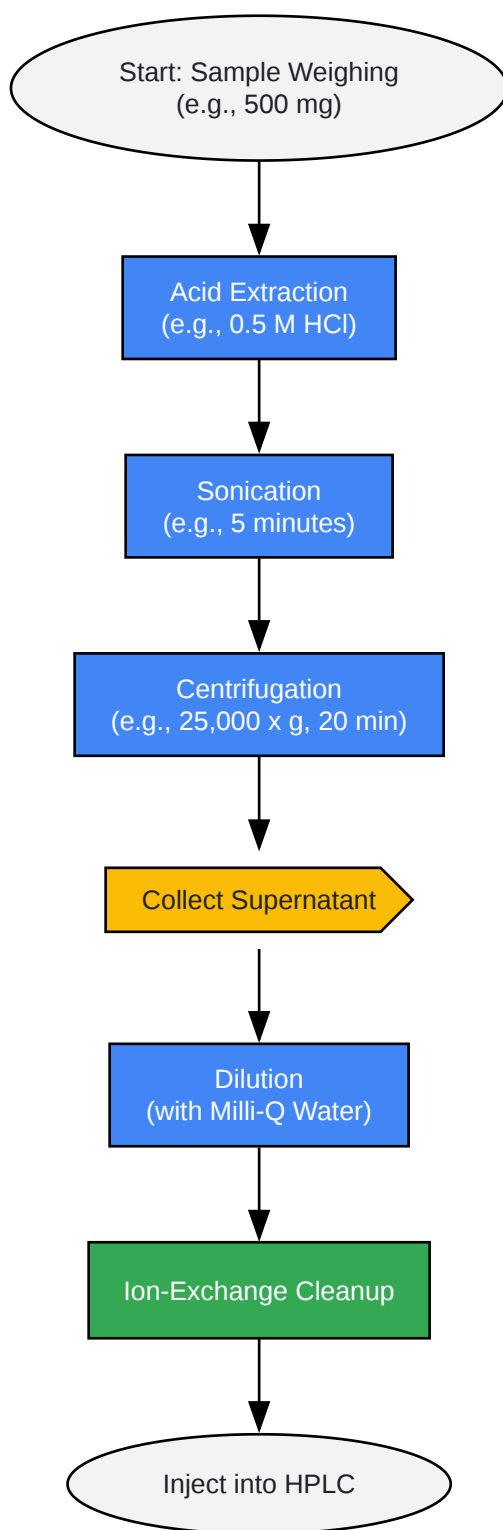 Start: Sample Weighing
(e.g., 500 mg)
Acid Extraction
(e.g., 0.5 M HCl)
Sonication
(e.g., 5 minutes)
Centrifugation
(e.g., 25,000 x g, 20 min)
Collect Supernatant
Dilution
(with Milli-Q Water)
Ion-Exchange Cleanup
Inject into HPLC